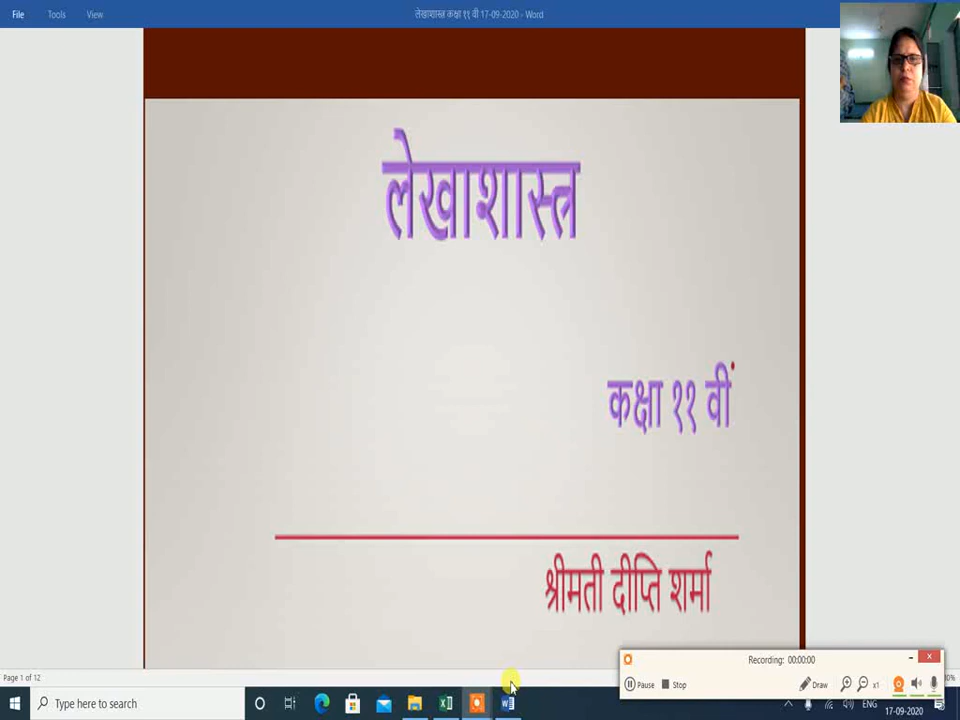 File Tools View लेखाशास्त्र कक्षा ११ वी 17-09-2020 - Word
लेखाशास्त्र
कक्षा ११ वीं
श्रीमती दीप्ति शर्मा
Recording: 00:00:00
Page 1 of 12
Pause Stop Draw x1
Type here to search
ENG
17-09-2020